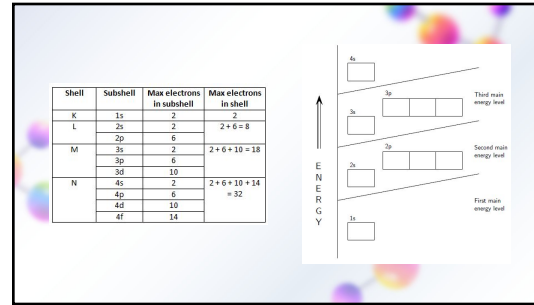 Shell Subshell Max electrons in subshell Max electrons in shell
K 1s 2 2
L 2s 2 2 + 6 = 8
2p 6
M 3s 2 2 + 6 + 10 = 18
3p 6
3d 10
N 4s 2 2 + 6 + 10 + 14 = 32
4p 6
4d 10
4f 14
4s
3p
Third main
energy level
3s
2p
Second main
energy level
2s
First main
energy level
1s
ENERGY